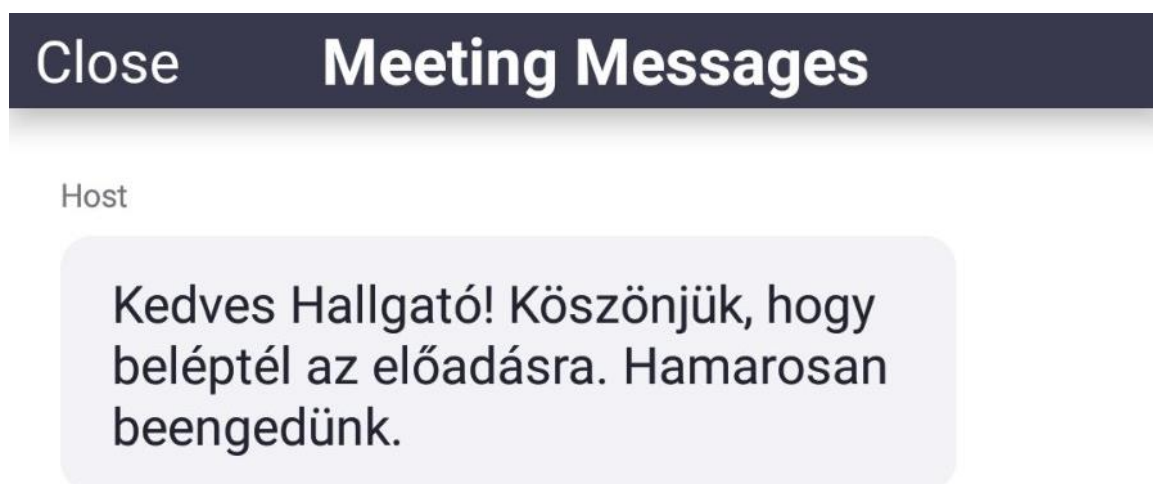 Close Meeting Messages
Host
Kedves Hallgató! Köszönjük, hogy
beléptél az előadásra. Hamarosan
beengedünk.